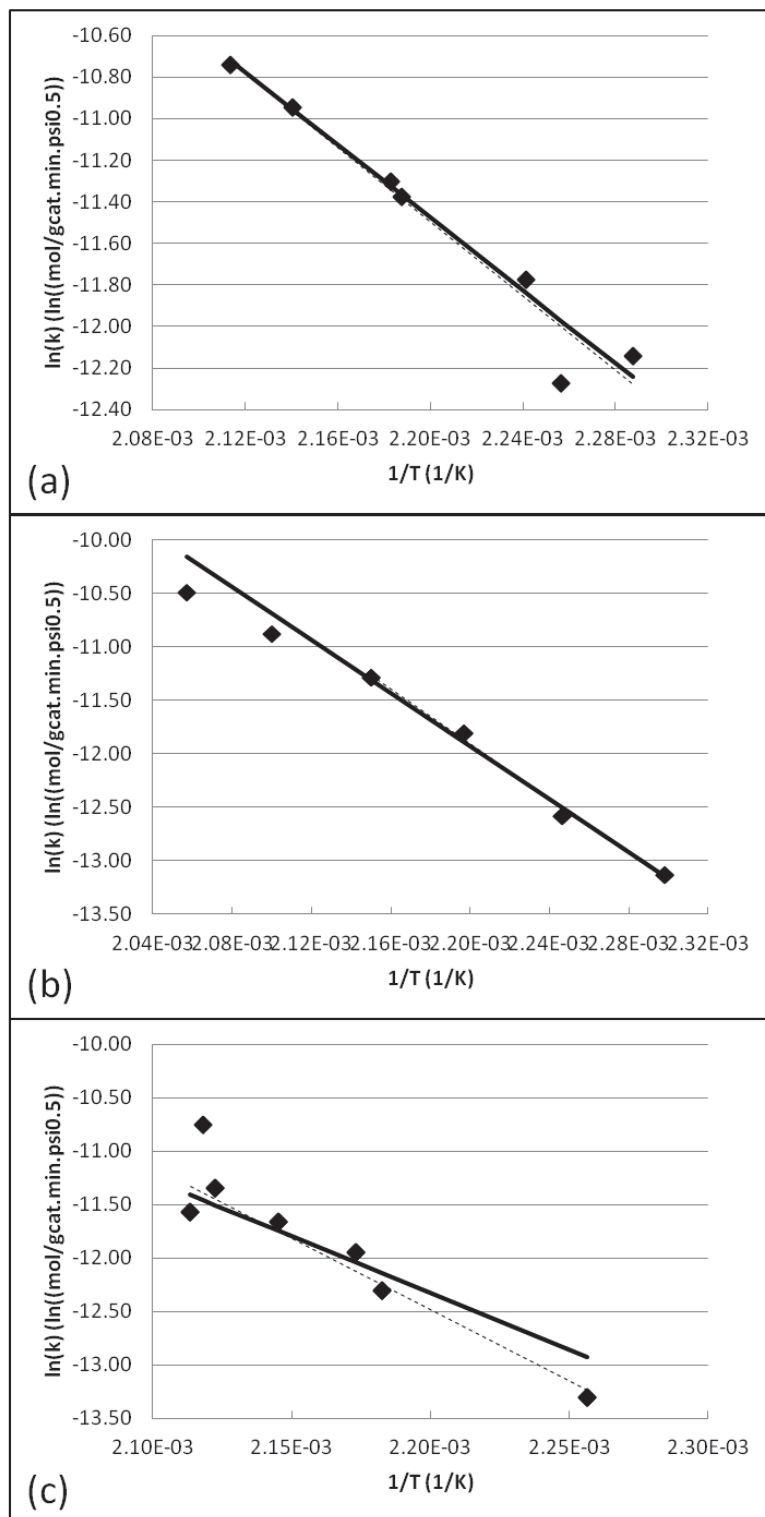 -10.60
-10.80
-11.00
-11.20
-11.40
-11.60
-11.80
-12.00
-12.20
-12.40
ln(k) (ln((mol/gcat.min.psi0.5))
2.08E-03 2.12E-03 2.16E-03 2.20E-03 2.24E-03 2.28E-03 2.32E-03
1/T (1/K)
(a)
-10.00
-10.50
-11.00
-11.50
-12.00
-12.50
-13.00
-13.50
ln(k) (ln((mol/gcat.min.psi0.5))
2.04E-03 2.08E-03 2.12E-03 2.16E-03 2.20E-03 2.24E-03 2.28E-03 2.32E-03
1/T (1/K)
(b)
-10.00
-10.50
-11.00
-11.50
-12.00
-12.50
-13.00
-13.50
ln(k) (ln((mol/gcat.min.psi0.5))
2.10E-03 2.15E-03 2.20E-03 2.25E-03 2.30E-03
1/T (1/K)
(c)